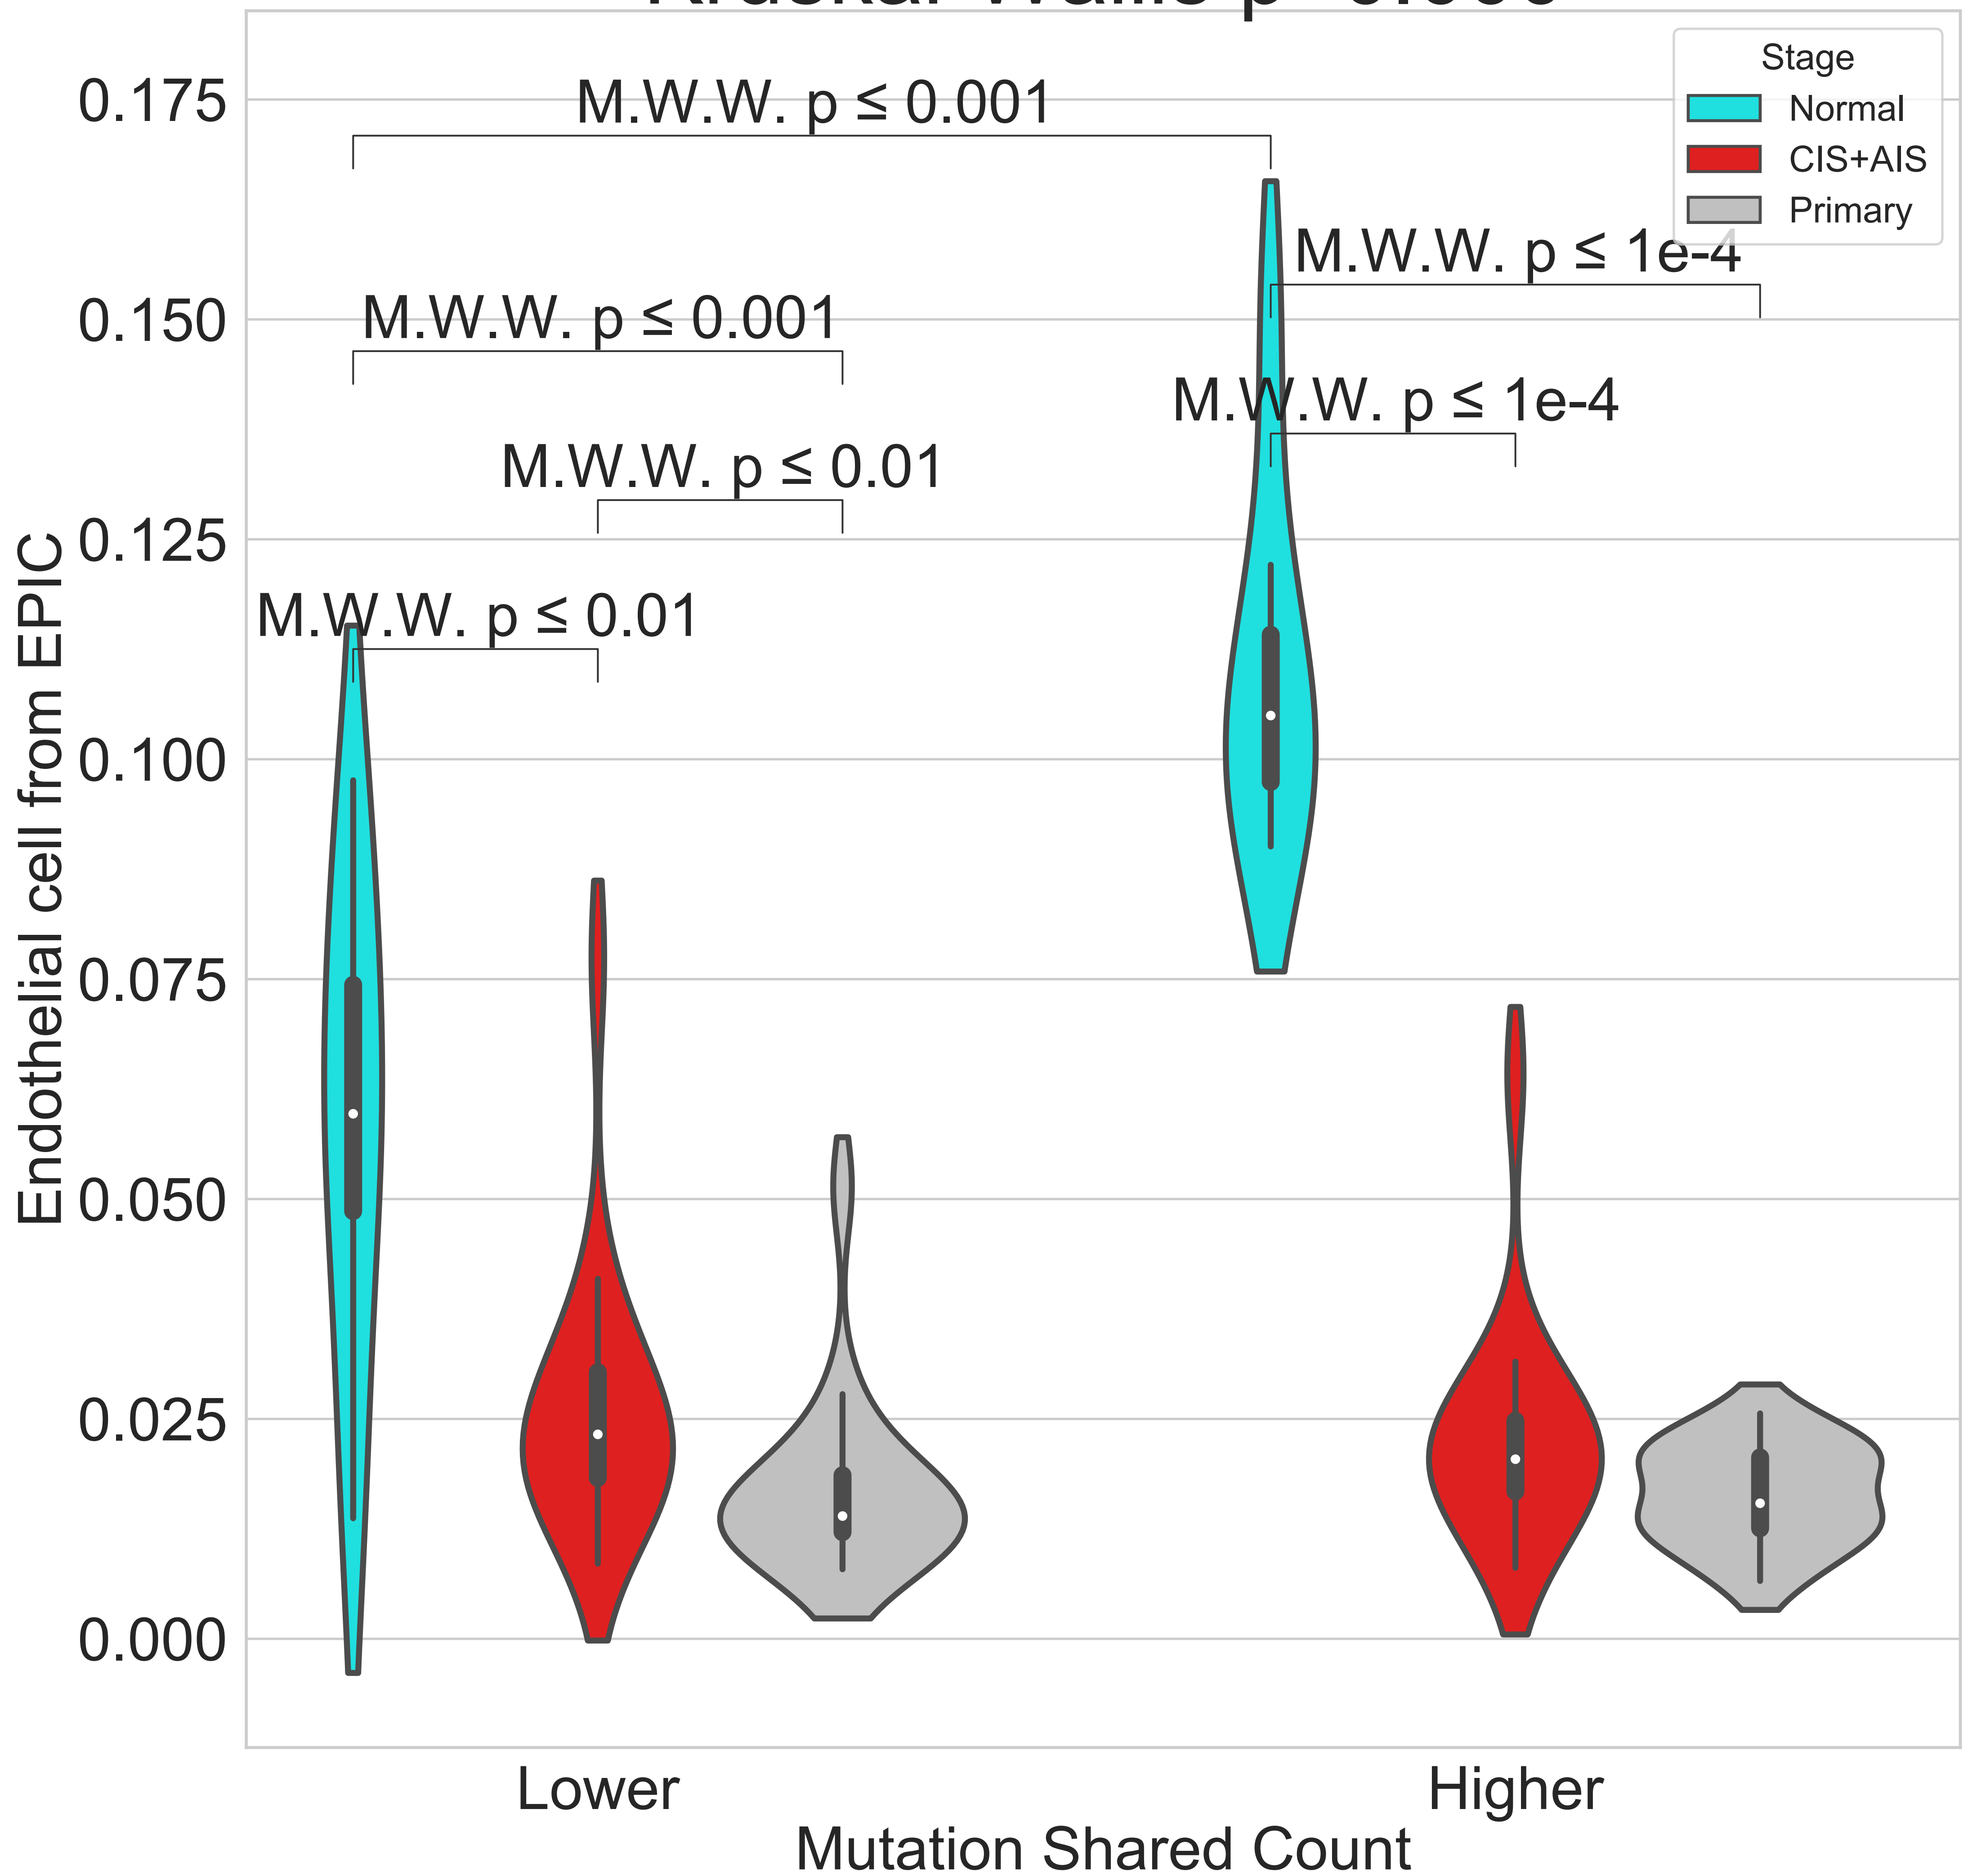 Stage
Normal
CIS+AIS
Primary
M.W.W. p ≤ 0.001
M.W.W. p ≤ 1e-4
M.W.W. p ≤ 0.001
M.W.W. p ≤ 1e-4
M.W.W. p ≤ 0.01
M.W.W. p ≤ 0.01
Endothelial cell from EPIC
0.175
0.150
0.125
0.100
0.075
0.050
0.025
0.000
Lower
Higher
Mutation Shared Count